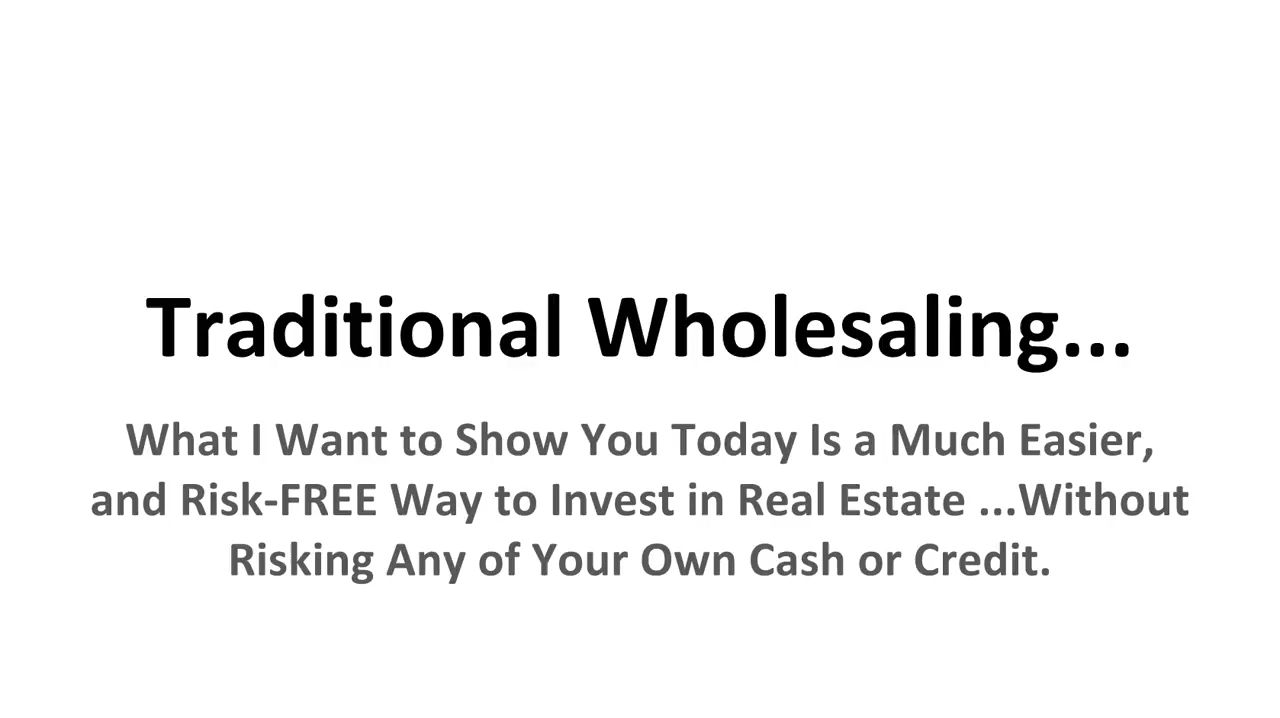 Traditional Wholesaling...
What I Want to Show You Today Is a Much Easier,
and Risk-FREE Way to Invest in Real Estate ...Without
Risking Any of Your Own Cash or Credit.